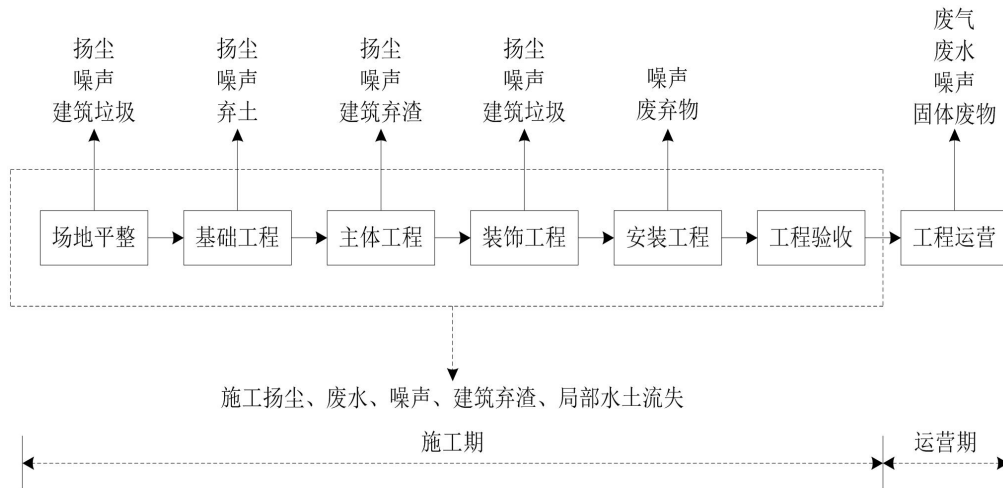 扬尘
噪声
建筑垃圾
扬尘
噪声
弃土
扬尘
噪声
建筑弃渣
扬尘
噪声
建筑垃圾
噪声
废弃物
废气
废水
噪声
固体废物
场地平整
基础工程
主体工程
装饰工程
安装工程
工程验收
工程运营
施工扬尘、废水、噪声、建筑弃渣、局部水土流失
施工期
运营期